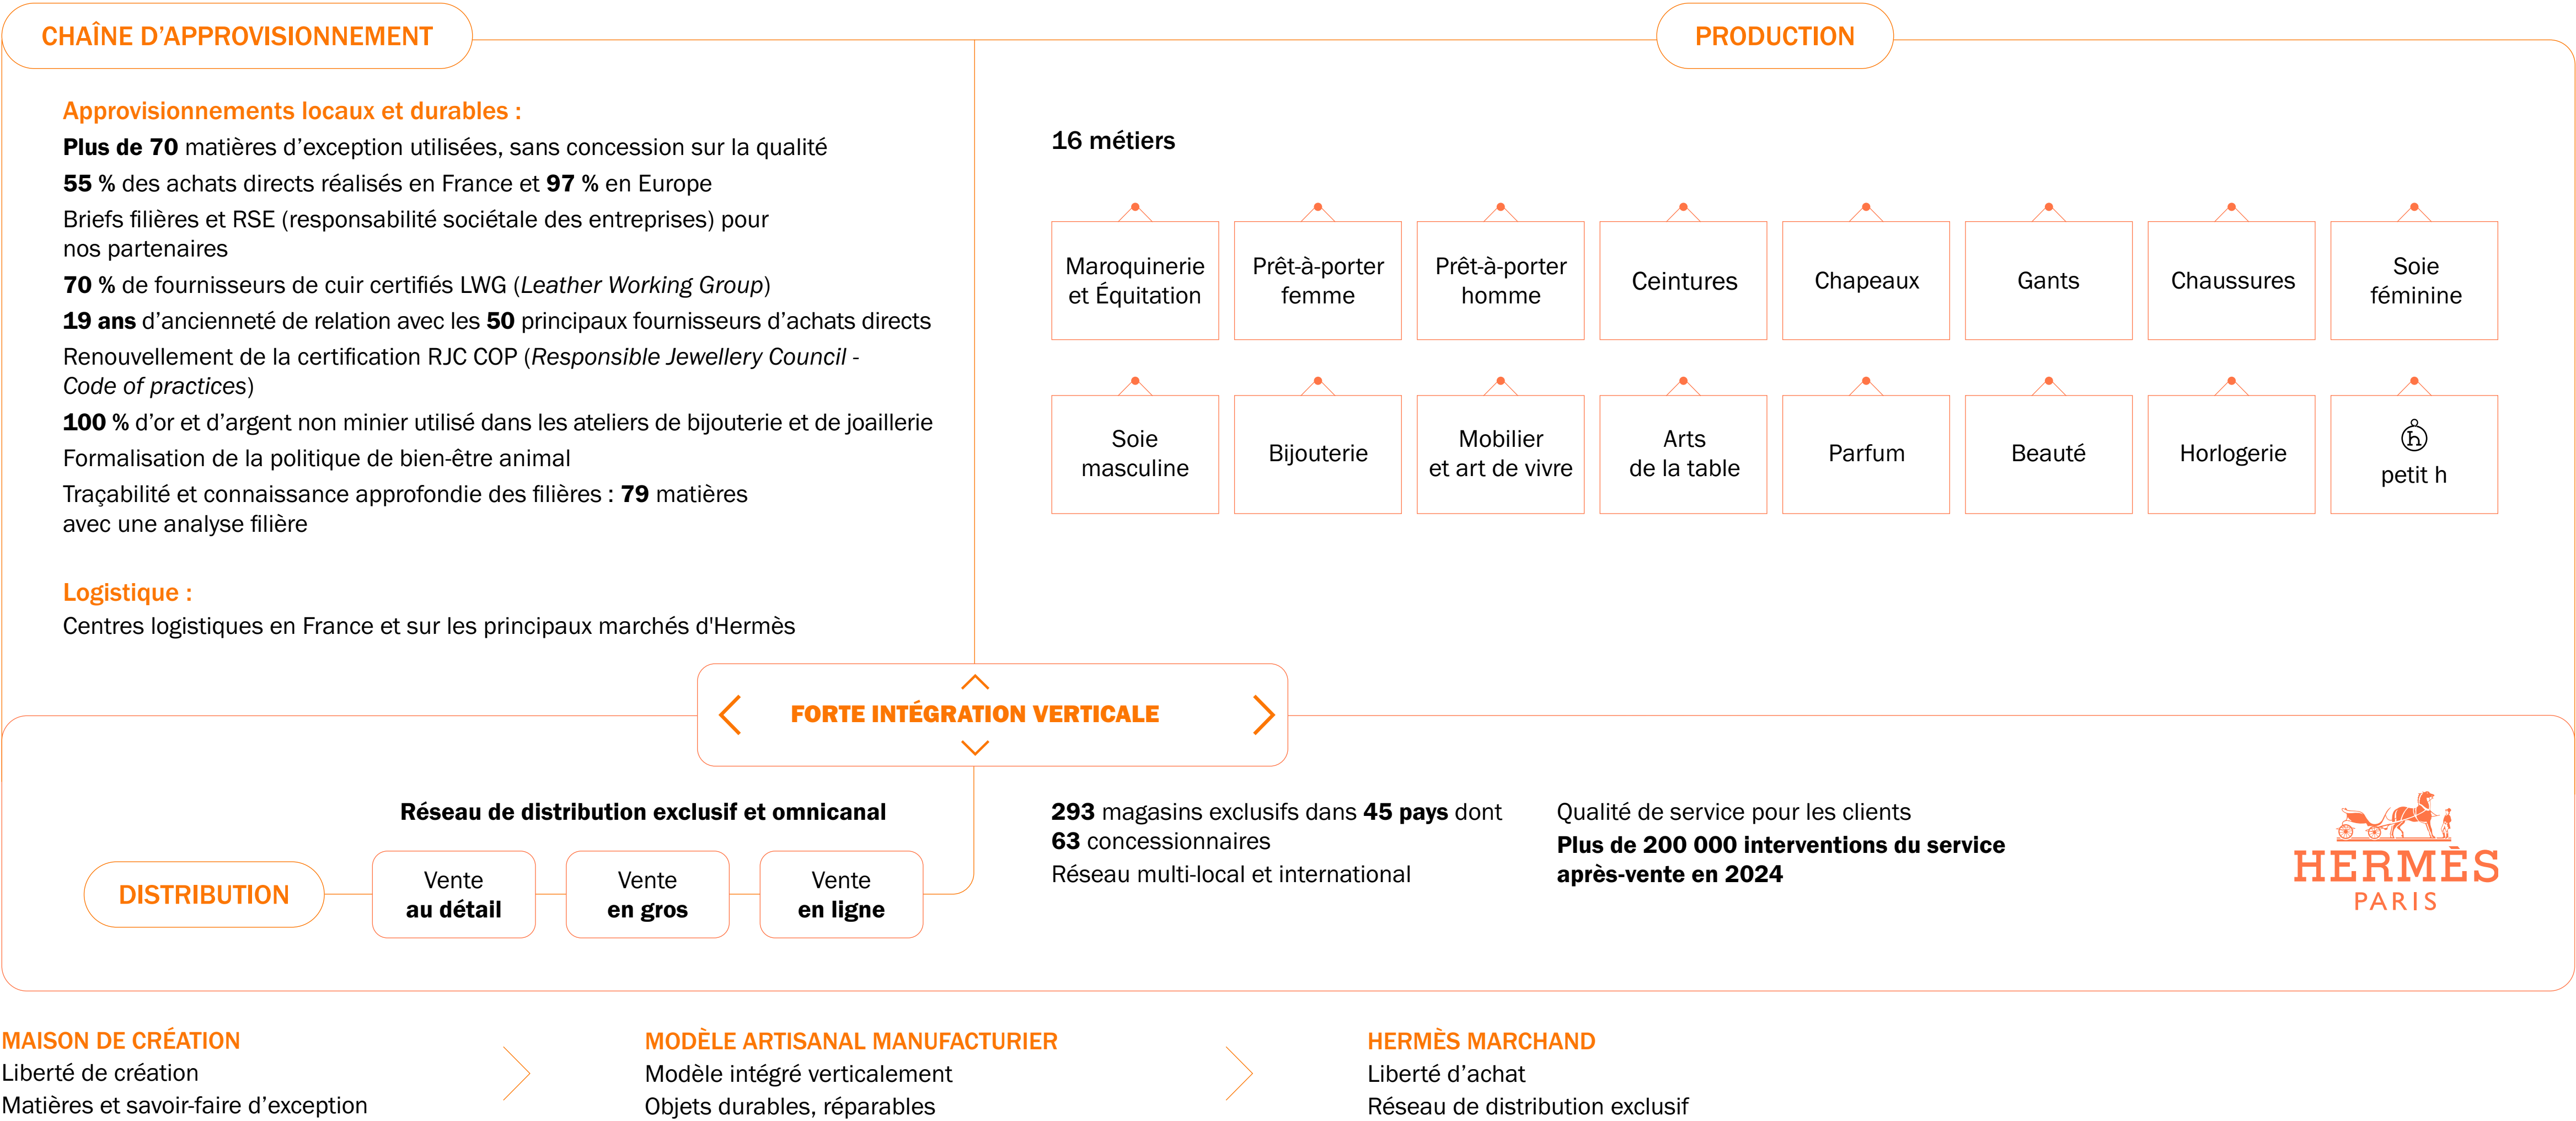 CHAÎNE D’APPROVISIONNEMENT
Approvisionnements locaux et durables :
Plus de 70 matières d’exception utilisées, sans concession sur la qualité
55 % des achats directs réalisés en France et 97 % en Europe
Briefs filières et RSE (responsabilité sociétale des entreprises) pour
nos partenaires
70 % de fournisseurs de cuir certifiés LWG (Leather Working Group)
19 ans d’ancienneté de relation avec les 50 principaux fournisseurs d’achats directs
Renouvellement de la certification RJC COP (Responsible Jewellery Council -
Code of practices)
100 % d’or et d’argent non minier utilisé dans les ateliers de bijouterie et de joaillerie
Formalisation de la politique de bien-être animal
Traçabilité et connaissance approfondie des filières : 79 matières
avec une analyse filière
Logistique :
Centres logistiques en France et sur les principaux marchés d'Hermès
PRODUCTION
16 métiers
Maroquinerie
et Équitation
Prêt-à-porter
femme
Prêt-à-porter
homme
Ceintures
Chapeaux
Gants
Chaussures
Soie
féminine
Soie
masculine
Bijouterie
Mobilier
et art de vivre
Arts
de la table
Parfum
Beauté
Horlogerie
h
petit h
FORTE INTÉGRATION VERTICALE
DISTRIBUTION
Réseau de distribution exclusif et omnicanal
Vente
au détail
Vente
en gros
Vente
en ligne
293 magasins exclusifs dans 45 pays dont
63 concessionnaires
Réseau multi-local et international
Qualité de service pour les clients
Plus de 200 000 interventions du service
après-vente en 2024
HERMÈS
PARIS
MAISON DE CRÉATION
Liberté de création
Matières et savoir-faire d’exception
MODÈLE ARTISANAL MANUFACTURIER
Modèle intégré verticalement
Objets durables, réparables
HERMÈS MARCHAND
Liberté d’achat
Réseau de distribution exclusif